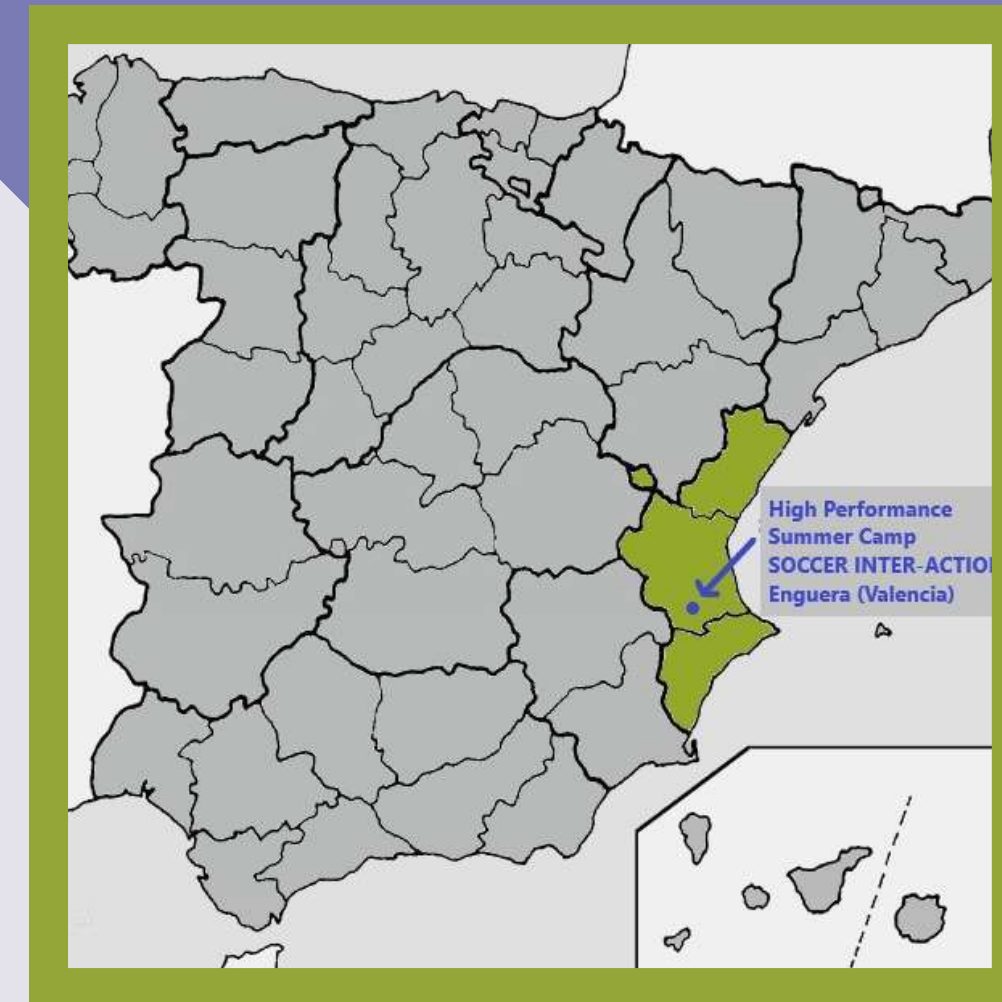 High Performance
Summer Camp
SOCCER INTER-ACTIO
Enguera (Valencia)